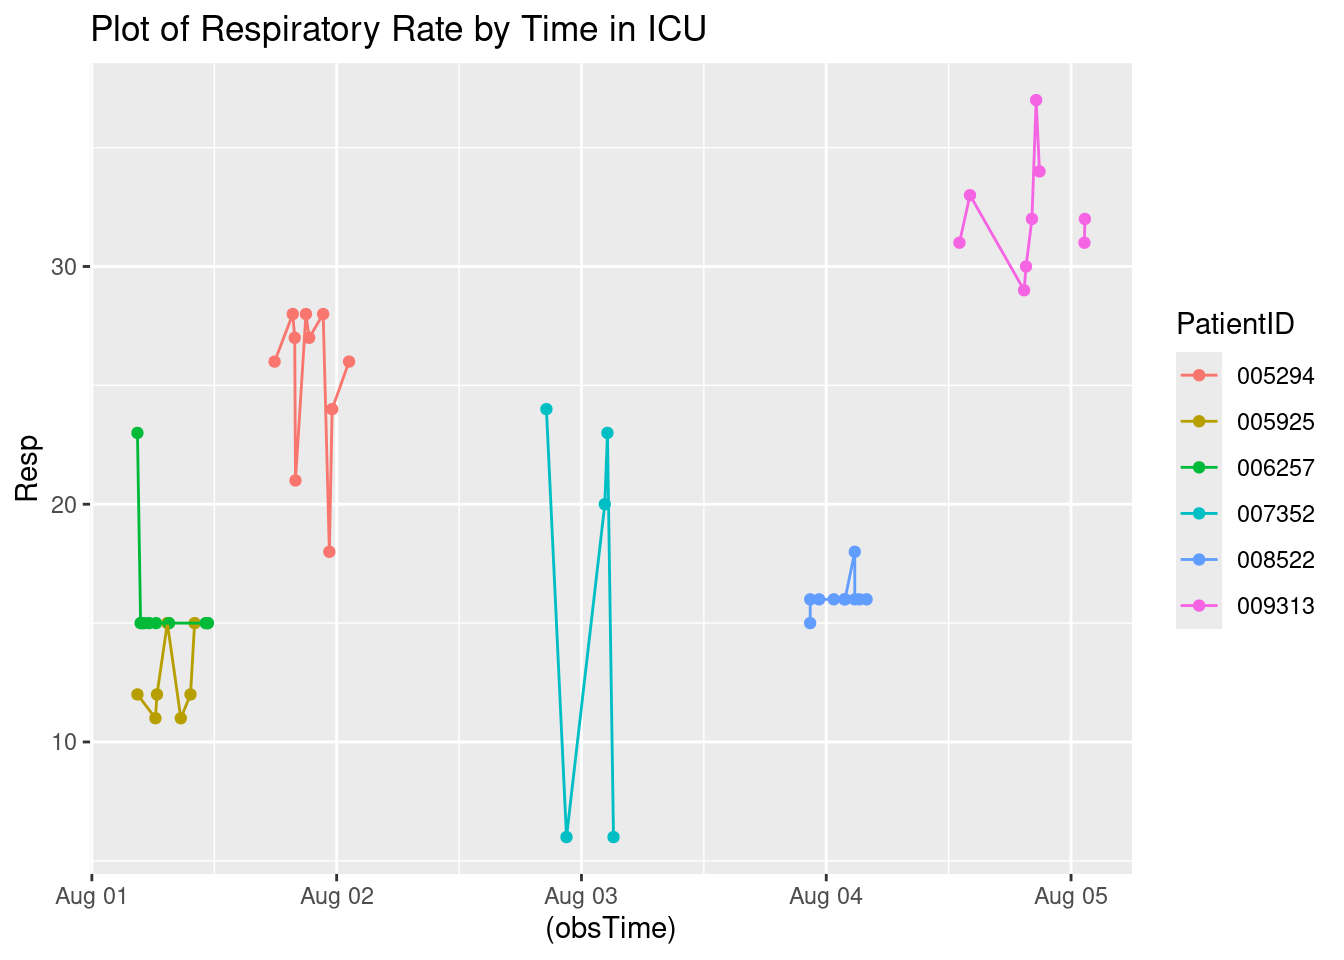 Plot of Respiratory Rate by Time in ICU
Resp
30
20
10
Aug 01 Aug 02 Aug 03 Aug 04 Aug 05
(obsTime)
PatientID
005294
005925
006257
007352
008522
009313